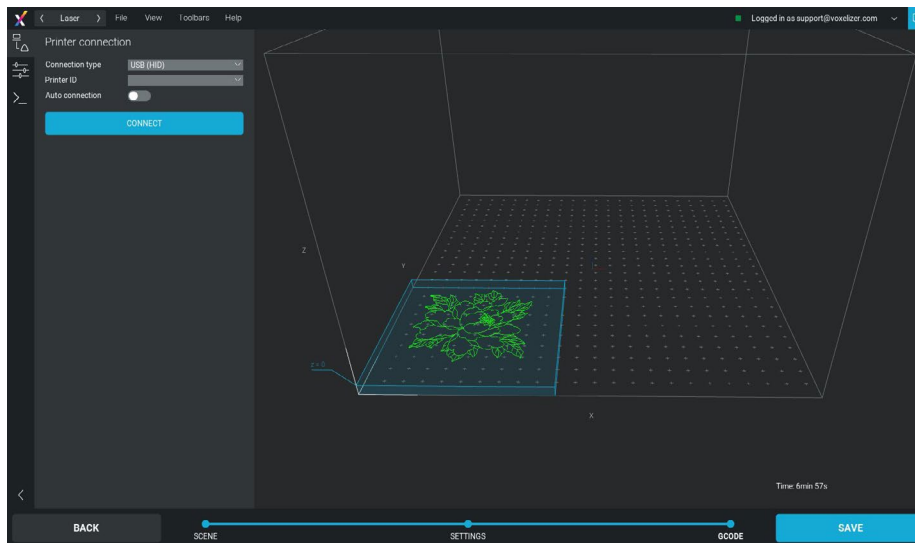 Laser File View Toolbars Help Logged in as support@voxelizer.com
Printer connection
Connection type USB (HID)
Printer ID
Auto connection
CONNECT
Z
Y
z = 0
X
Time: 6min 57s
BACK SCENE SETTINGS GCODE SAVE